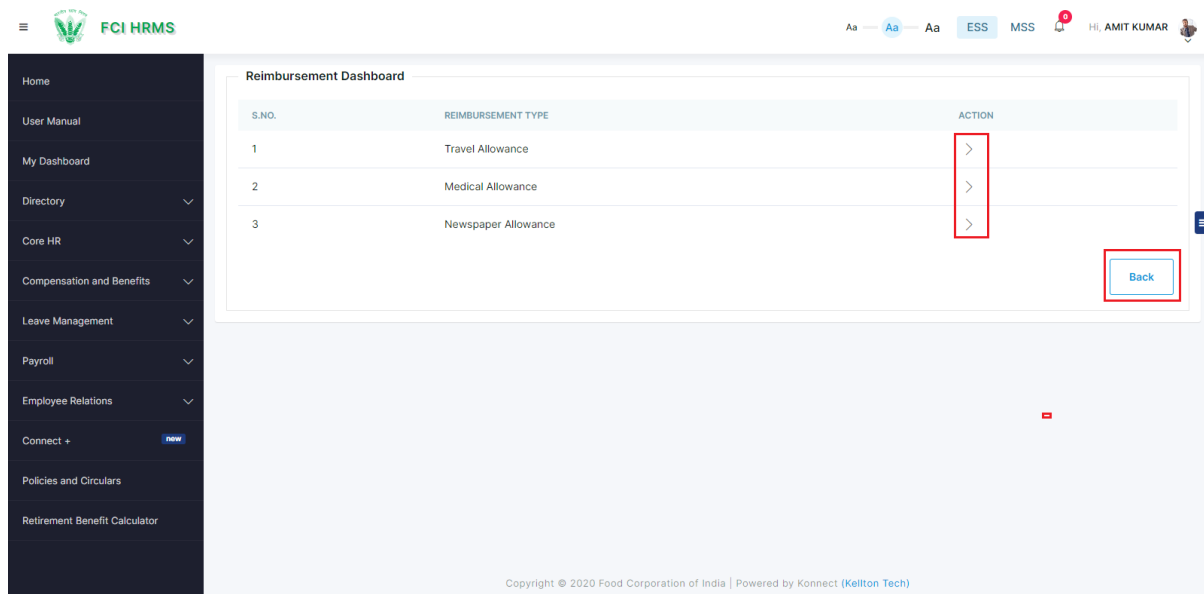 FCI HRMS
Aa Aa Aa ESS MSS 0 Hi, AMIT KUMAR
Home
User Manual
My Dashboard
Directory
Core HR
Compensation and Benefits
Leave Management
Payroll
Employee Relations
Connect + new
Policies and Circulars
Retirement Benefit Calculator
Reimbursement Dashboard
S.NO. REIMBURSEMENT TYPE ACTION
1 Travel Allowance
2 Medical Allowance
3 Newspaper Allowance
Back
Copyright © 2020 Food Corporation of India | Powered by Konnect (Kellton Tech)